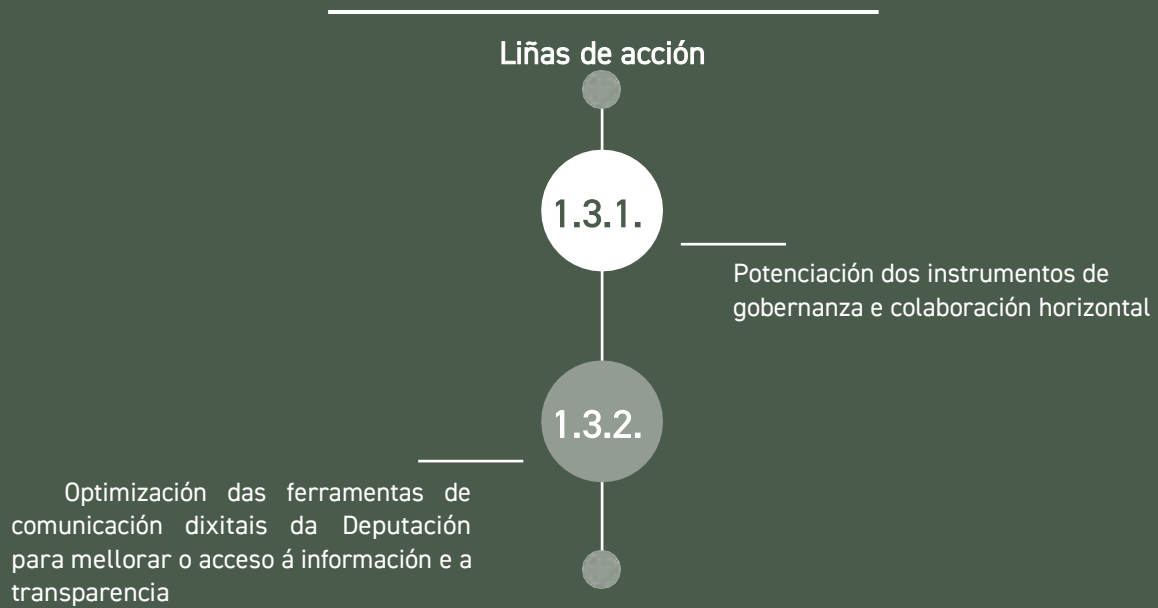 Liñas de acción
1.3.1.
Potenciación dos instrumentos de
gobernanza e colaboración horizontal
1.3.2.
Optimización das ferramentas de
comunicación dixitais da Deputación
para mellorar o acceso á información e a
transparencia